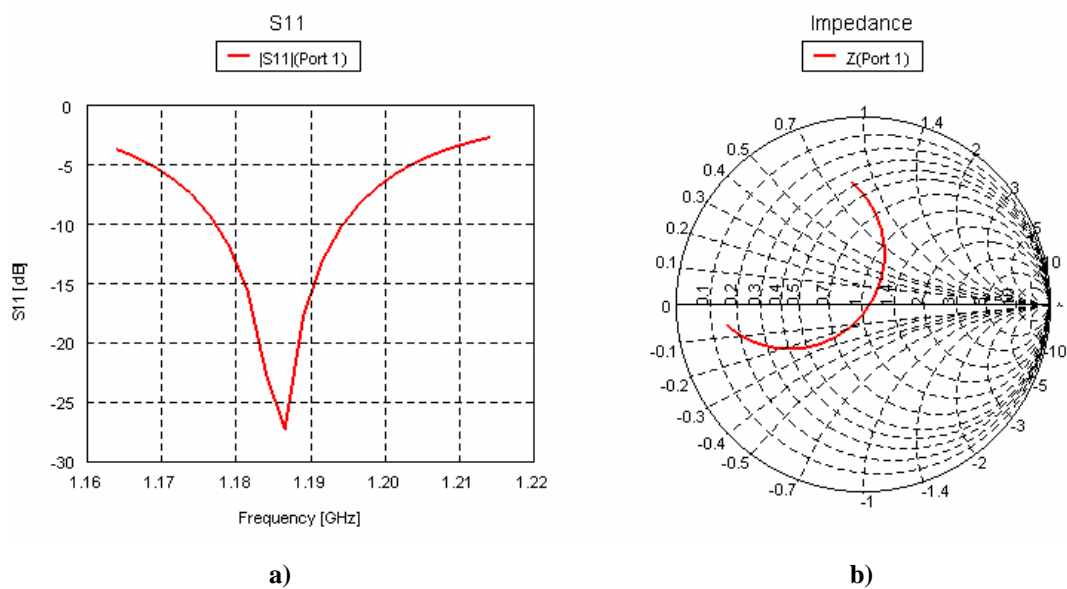 S11
|S11|(Port 1)
0
-5
-10
-15
-20
-25
-30
S11 [dB]
1.16 1.17 1.18 1.19 1.20 1.21 1.22
Frequency [GHz]
a)
Impedance
Z(Port 1)
1
0.7 1.4
0.5 2
0.4
0.3 3
0.2 5
0.1 10
0 0.1 0.2 0.3 0.4 0.5 0.7 1 1.4 2
-0.1 -10
-0.2 -5
-0.3 -3
-0.4
-0.5 -2
-0.7 -1.4
-1
b)